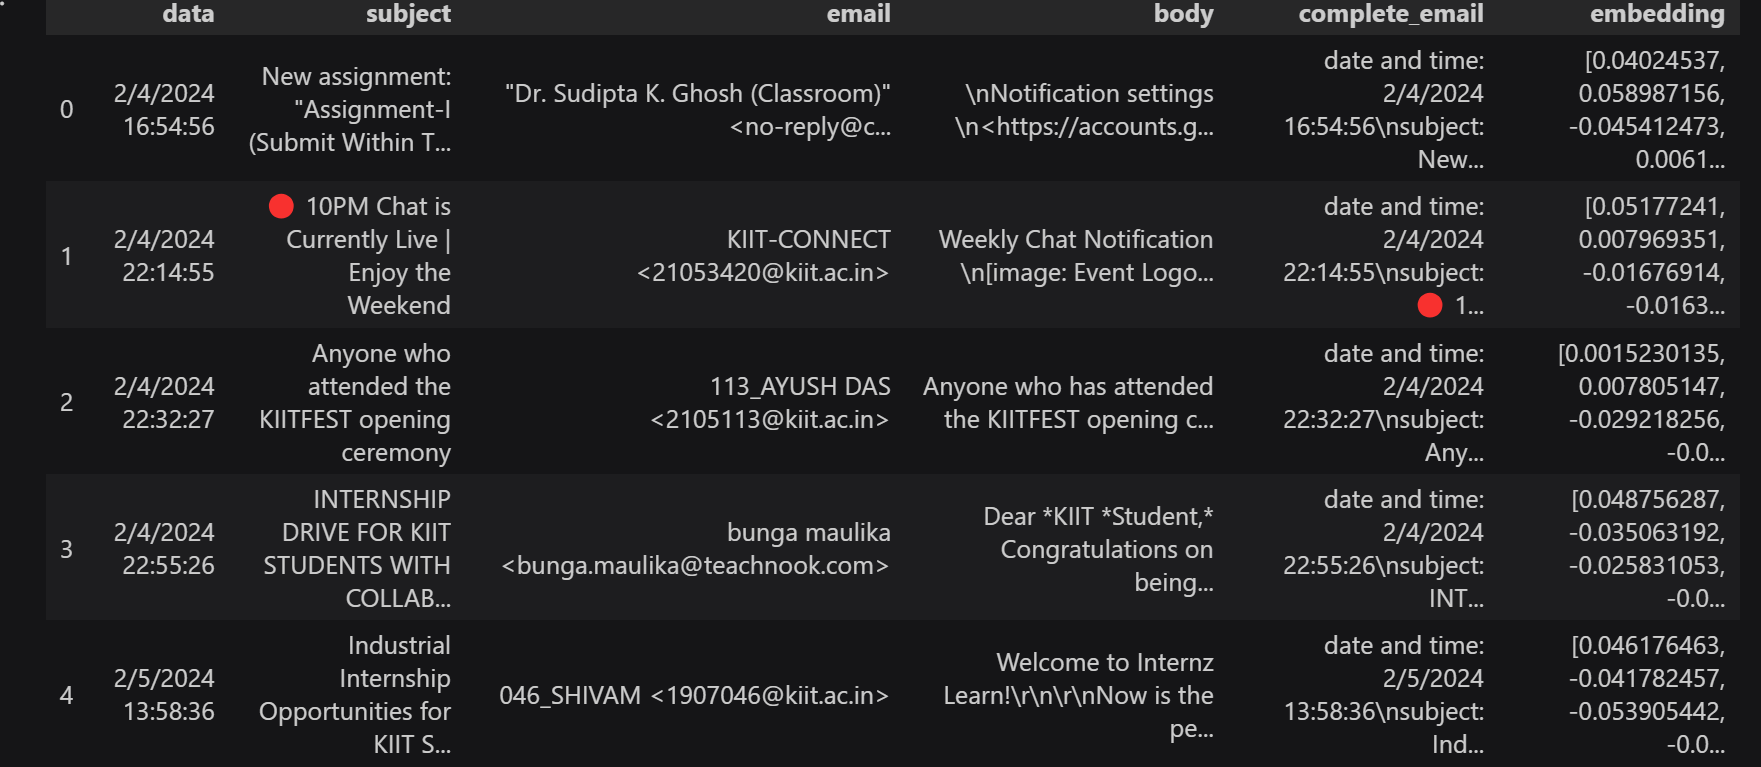 data subject email body complete_email embedding
0
2/4/2024
16:54:56
New assignment:
"Assignment-I
(Submit Within T...
"Dr. Sudipta K. Ghosh (Classroom)"
<no-reply@c...
\nNotification settings
\n<https://accounts.g...
date and time:
2/4/2024
16:54:56\nsubject:
New...
[0.04024537,
0.058987156,
-0.045412473,
0.0061...
1
2/4/2024
22:14:55
🔴 10PM Chat is
Currently Live |
Enjoy the
Weekend
KIIT-CONNECT
<21053420@kiit.ac.in>
Weekly Chat Notification
\n[image: Event Logo...
date and time:
2/4/2024
22:14:55\nsubject:
🔴 1...
[0.05177241,
0.007969351,
-0.01676914,
-0.0163...
2
2/4/2024
22:32:27
Anyone who
attended the
KIITFEST opening
ceremony
113_AYUSH DAS
<2105113@kiit.ac.in>
Anyone who has attended
the KIITFEST opening c...
date and time:
2/4/2024
22:32:27\nsubject:
Any...
[0.0015230135,
0.007805147,
-0.029218256,
-0.0...
3
2/4/2024
22:55:26
INTERNSHIP
DRIVE FOR KIIT
STUDENTS WITH
COLLAB...
bunga maulika
<bunga.maulika@teachnook.com>
Dear *KIIT *Student,*
Congratulations on
being...
date and time:
2/4/2024
22:55:26\nsubject:
INT...
[0.048756287,
-0.035063192,
-0.025831053,
-0.0...
4
2/5/2024
13:58:36
Industrial
Internship
Opportunities for
KIIT S...
046_SHIVAM <1907046@kiit.ac.in>
Welcome to Internz
Learn!\r\n\r\nNow is the
pe...
date and time:
2/5/2024
13:58:36\nsubject:
Ind...
[0.046176463,
-0.041782457,
-0.053905442,
-0.0...